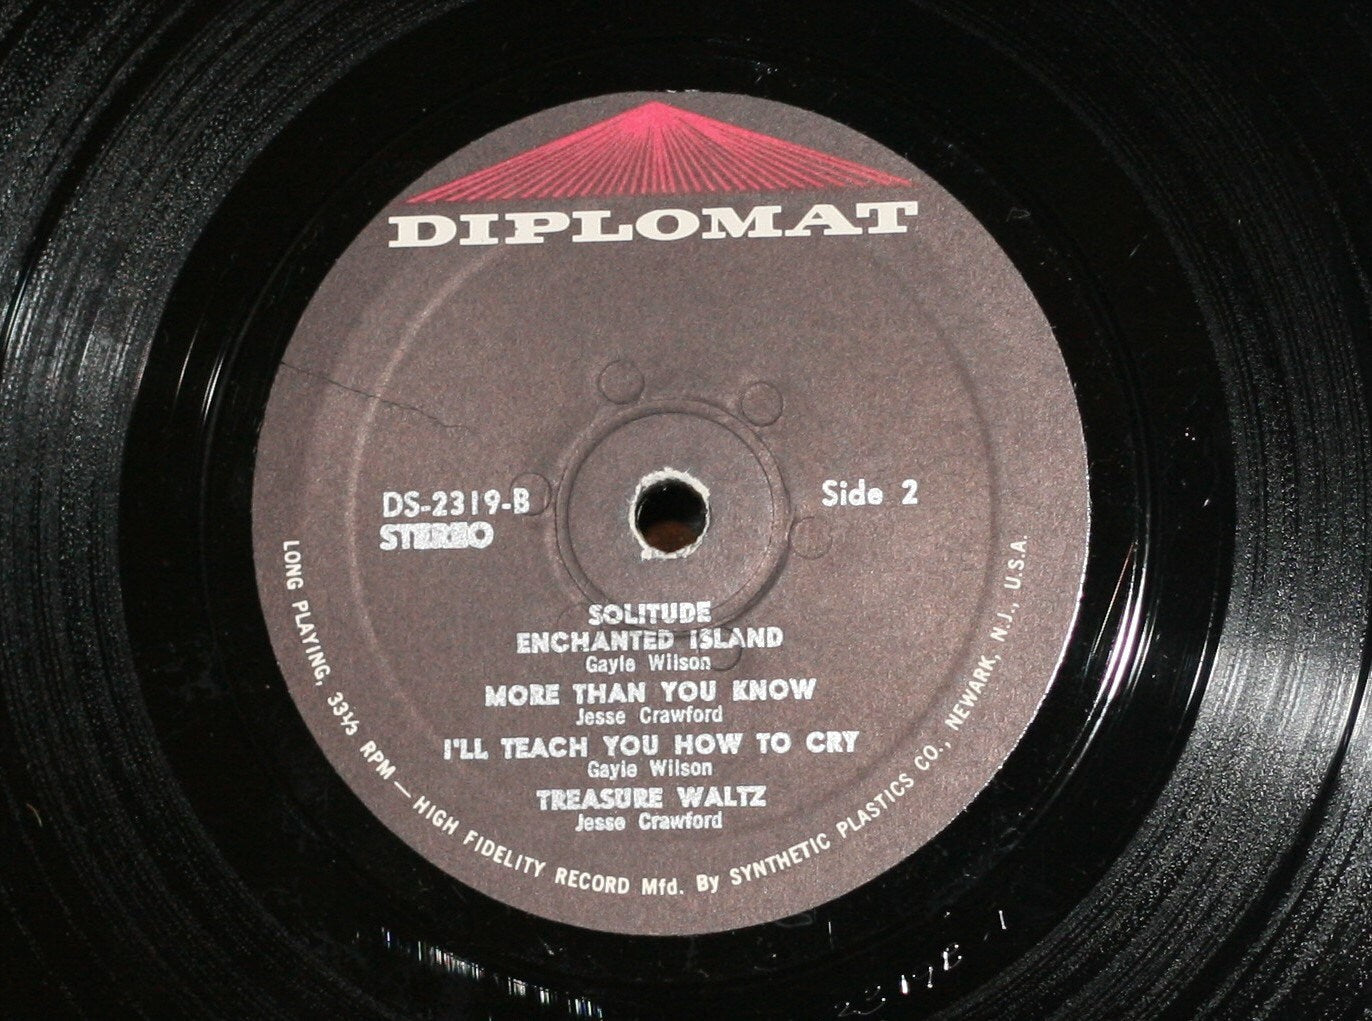 DIPLOMAT
DS-2319-B
STEREO
Side 2
SOLITUDE
ENCHANTED ISLAND
Gayle Wilson
MORE THAN YOU KNOW
Jesse Crawford
I'LL TEACH YOU HOW TO CRY
Gayle Wilson
TREASURE WALTZ
Jesse Crawford
LONG PLAYING, 33⅓ RPM — HIGH FIDELITY RECORD Mfd. By SYNTHETIC PLASTICS CO., NEWARK, N.J., U.S.A.